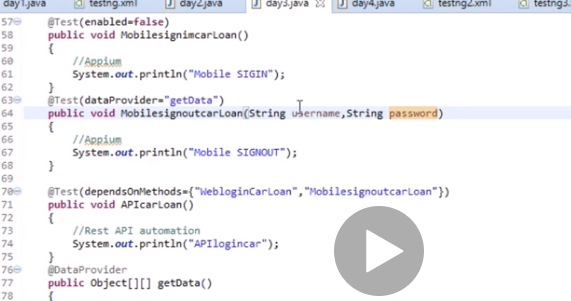 day1.java testng.xml day2.java day3.java day4.java testng2.xml testng3.
57 @Test(enabled=false)
58 public void MobilesignimcarLoan()
59 {
60 //Appium
61 System.out.println("Mobile SIGIN");
62 }
63 @Test(dataProvider="getData")
64 public void MobilesignoutcarLoan(String username,String password)
65 {
66 //Appium
67 System.out.println("Mobile SIGNOUT");
68 }
69
70 @Test(dependsOnMethods={"WebloginCarLoan","MobilesignoutcarLoan"})
71 public void APIcarLoan()
72 {
73 //Rest API automation
74 System.out.println("APIlogincar");
75 }
76 @DataProvider
77 public Object[][] getData()
78 {